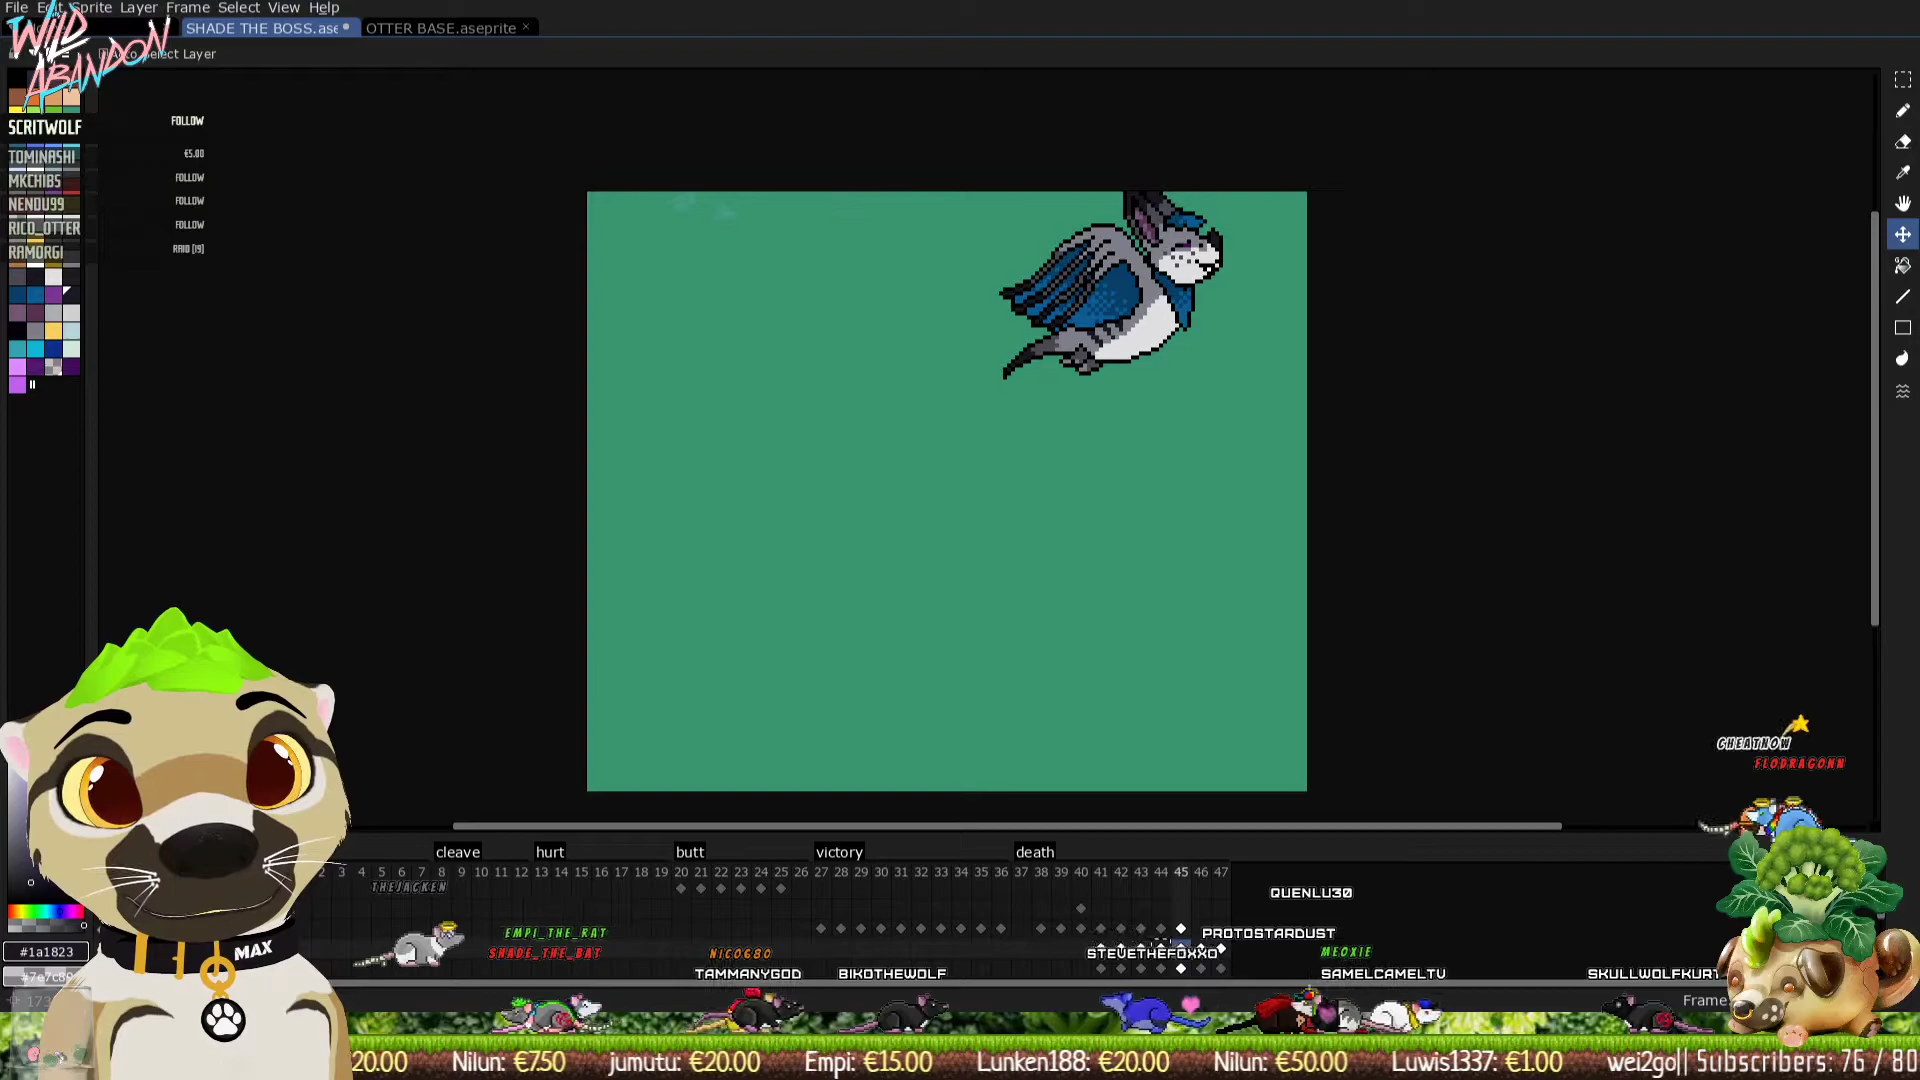 File Edit Sprite Layer Frame Select View Help
WILD ABANDON
SHADE THE BOSS.ase
OTTER BASE.aseprite
Auto Select Layer
FOLLOW
SCRITWOLF
€5.00
TOMINASHI
FOLLOW
MKCHIBS
FOLLOW
NENDU99
FOLLOW
RICO_OTTER
RAID [19]
RAMORGI
CHEATNOW
FLODRAGONN
cleave hurt butt victory death
2 3 4 5 6 7 8 9 10 11 12 13 14 15 16 17 18 19 20 21 22 23 24 25 26 27 28 29 30 31 32 33 34 35 36 37 38 39 40 41 42 43 44 45 46 47
THEJACKEN
QUENLU30
EMPI_THE_RAT
PROTOSTARDUST
SHADE_THE_BAT
NICO680
STEVETHEFOXXO
MEOXIE
TAMMANYGOD
BIKOTHEWOLF
SAMELCAMELTV
SKULLWOLFKURT
MAX
#1a1823
#7e7c89
Frame
20.00 Nilun: €7.50 jumutu: €20.00 Empi: €15.00 Lunken188: €20.00 Nilun: €50.00 Luwis1337: €1.00 wei2go|| Subscribers: 76 / 80